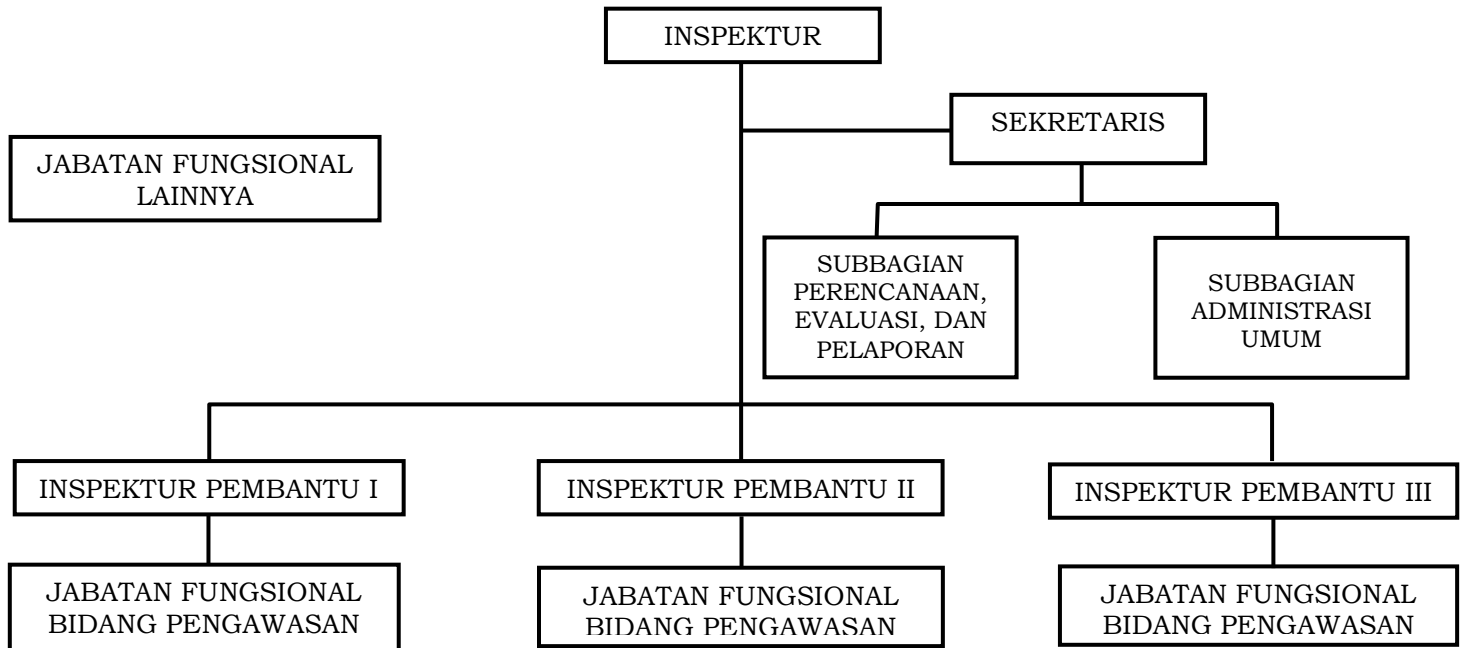 INSPEKTUR
SEKRETARIS
JABATAN FUNGSIONAL
LAINNYA
SUBBAGIAN
PERENCANAAN,
EVALUASI, DAN
PELAPORAN
SUBBAGIAN
ADMINISTRASI
UMUM
INSPEKTUR PEMBANTU I
INSPEKTUR PEMBANTU II
INSPEKTUR PEMBANTU III
JABATAN FUNGSIONAL
BIDANG PENGAWASAN
JABATAN FUNGSIONAL
BIDANG PENGAWASAN
JABATAN FUNGSIONAL
BIDANG PENGAWASAN